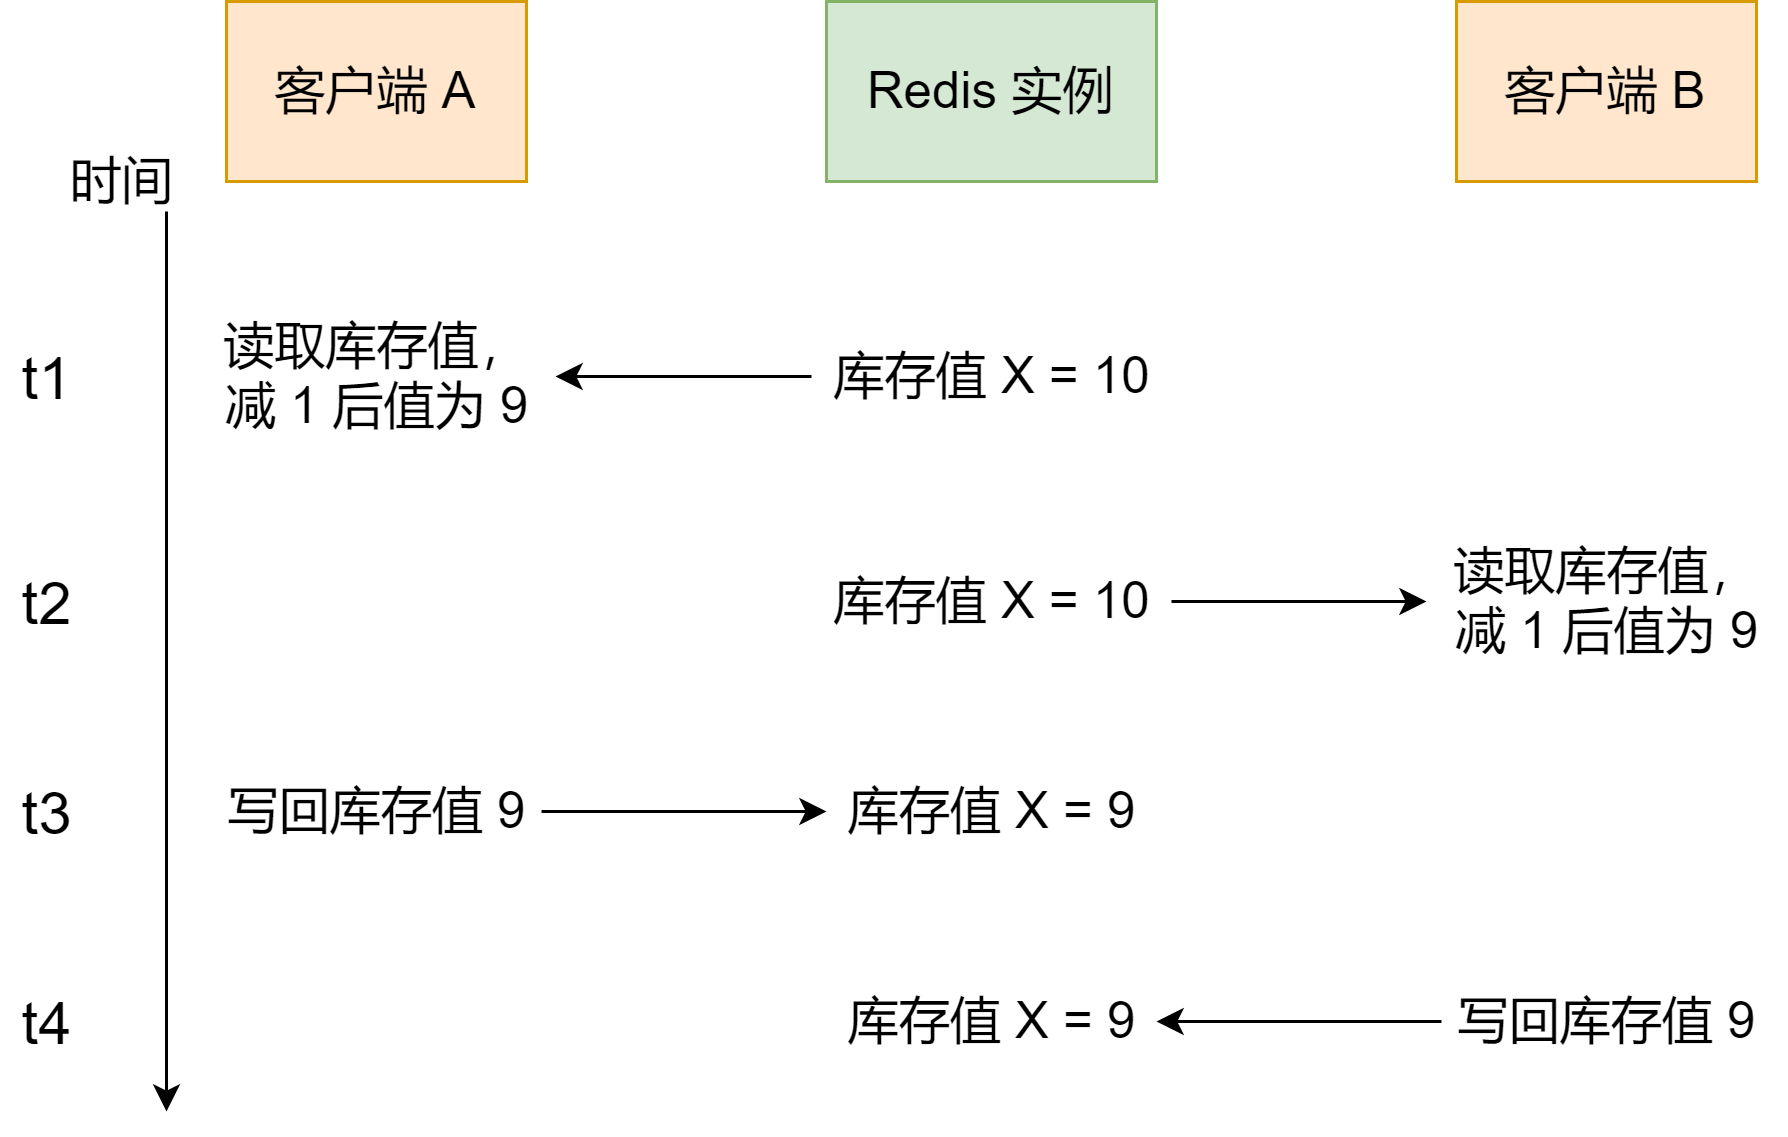 客户端 A
Redis 实例
客户端 B
时间
t1
读取库存值，
减 1 后值为 9
库存值 X = 10
t2
库存值 X = 10
读取库存值，
减 1 后值为 9
t3
写回库存值 9
库存值 X = 9
t4
库存值 X = 9
写回库存值 9